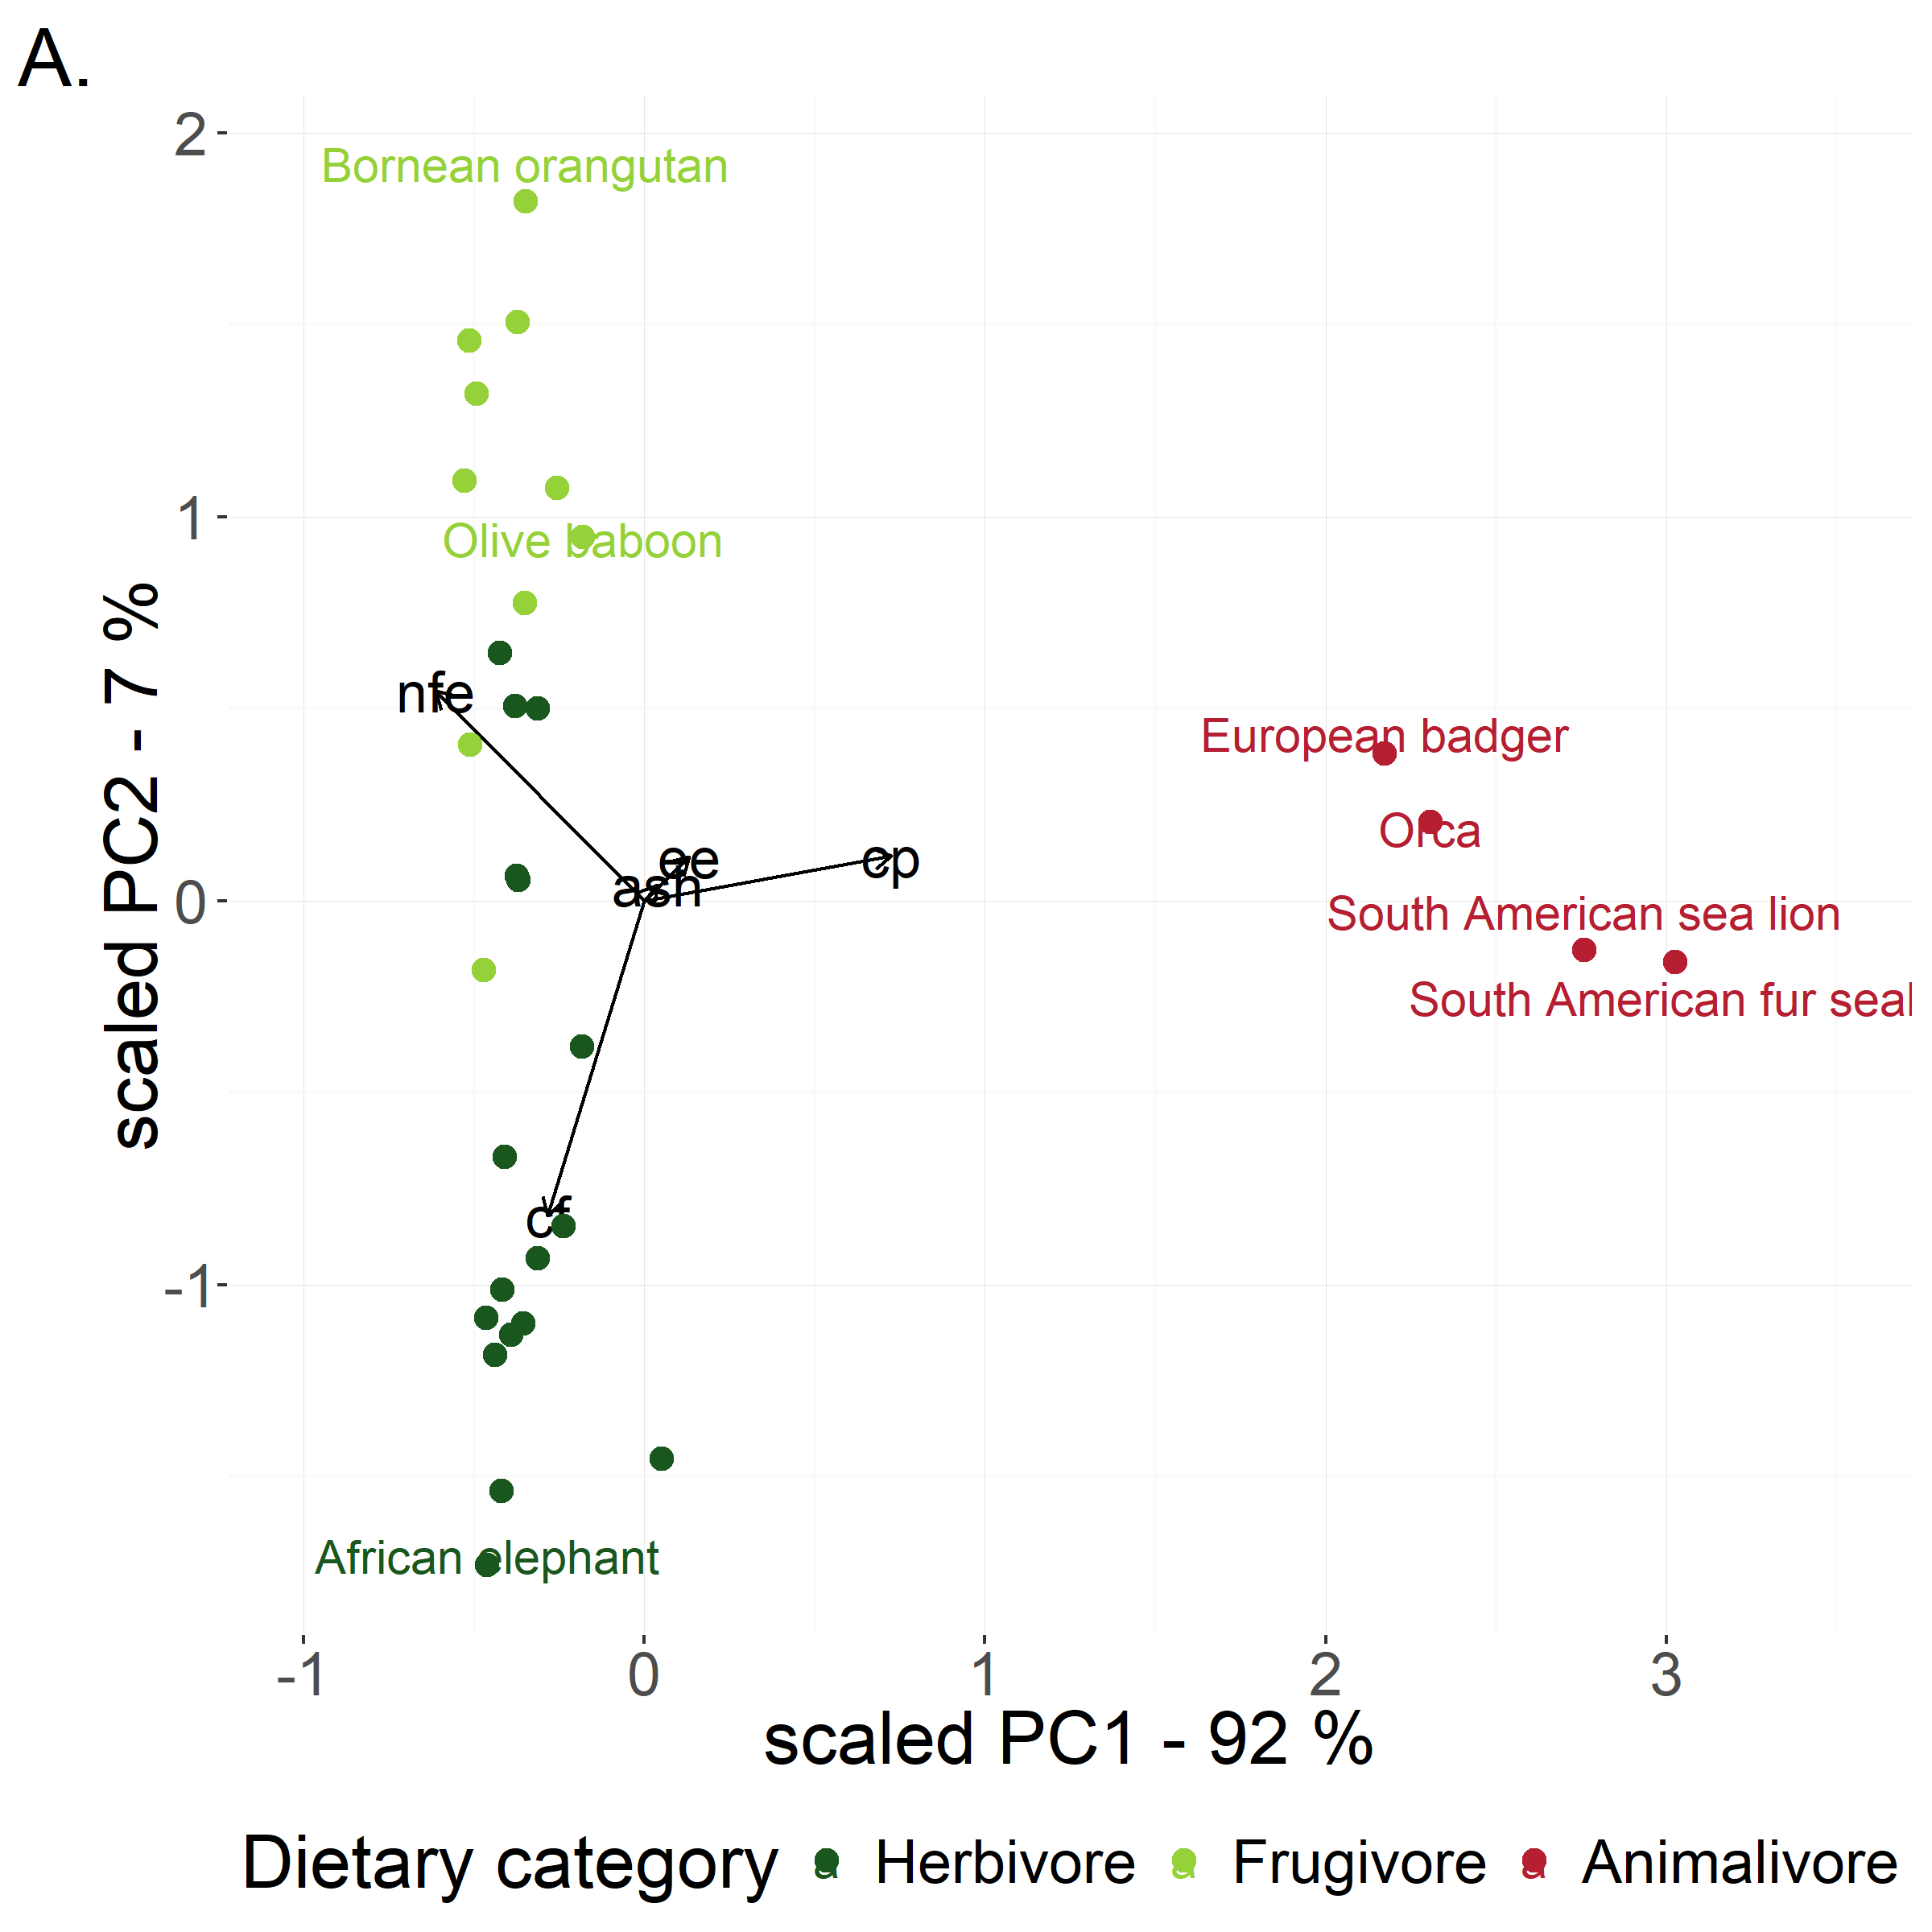 A.
2
Bornean orangutan
1
Olive baboon
scaled PC2 - 7 %
nfe
European badger
Orca
ee
cp
ash
0
South American sea lion
South American fur seal
cf
-1
African elephant
-1 0 1 2 3
scaled PC1 - 92 %
Dietary category a Herbivore a Frugivore a Animalivore